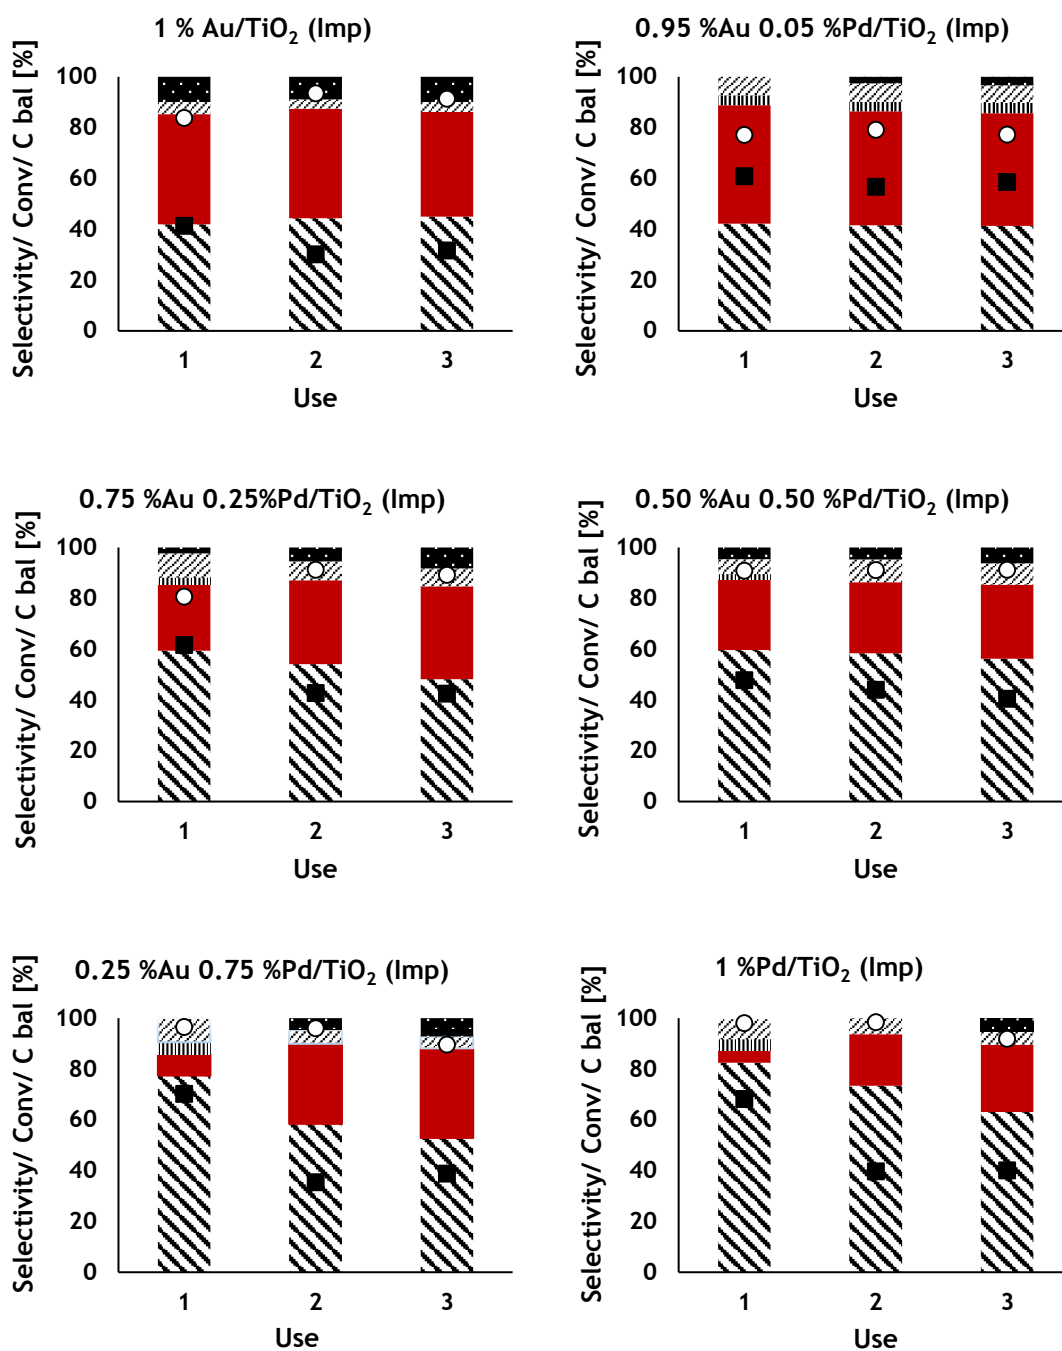 1 % Au/TiO₂ (Imp)
Selectivity/ Conv/ C bal [%]
100
80
60
40
20
0
1 2 3
Use
0.95 %Au 0.05 %Pd/TiO₂ (Imp)
Selectivity/ Conv/ C bal [%]
100
80
60
40
20
0
1 2 3
Use
0.75 %Au 0.25%Pd/TiO₂ (Imp)
Selectivity/ Conv/ C bal [%]
100
80
60
40
20
0
1 2 3
Use
0.50 %Au 0.50 %Pd/TiO₂ (Imp)
Selectivity/ Conv/ C bal [%]
100
80
60
40
20
0
1 2 3
Use
0.25 %Au 0.75 %Pd/TiO₂ (Imp)
Selectivity/ Conv/ C bal [%]
100
80
60
40
20
0
1 2 3
Use
1 %Pd/TiO₂ (Imp)
Selectivity/ Conv/ C bal [%]
100
80
60
40
20
0
1 2 3
Use